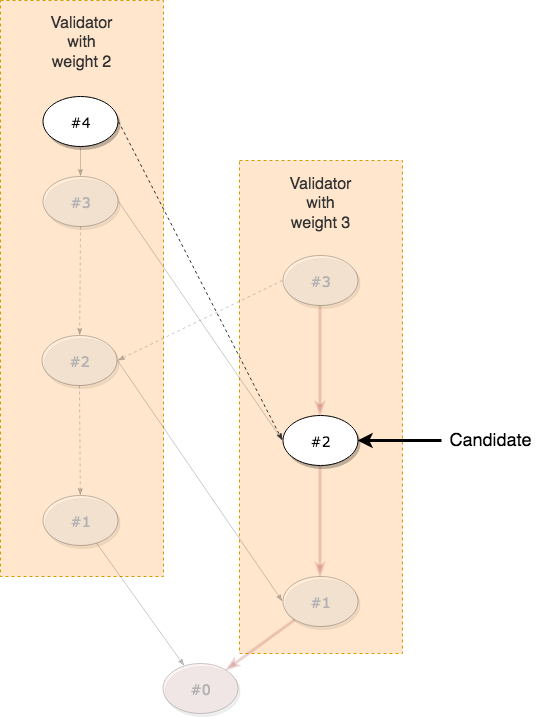 Validator
with
weight 2
#4
#3
#2
#1
Validator
with
weight 3
#3
#2
Candidate
#1
#0